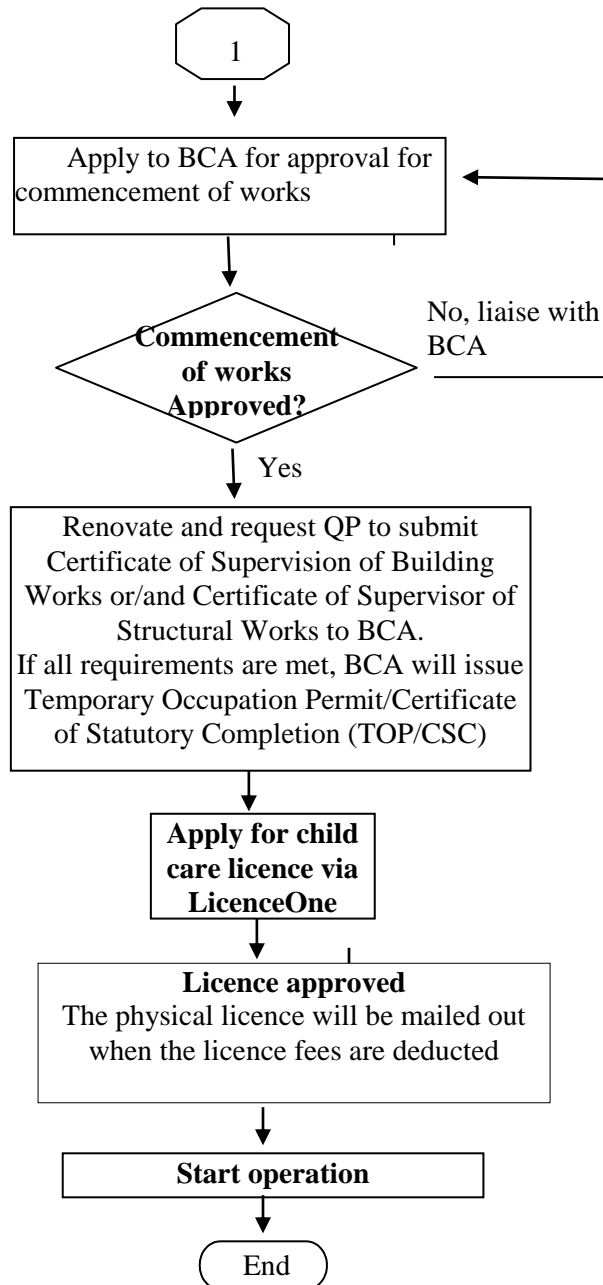 1
Apply to BCA for approval for
commencement of works
Commencement
of works
Approved?
No, liaise with
BCA
Yes
Renovate and request QP to submit
Certificate of Supervision of Building
Works or/and Certificate of Supervisor of
Structural Works to BCA.
If all requirements are met, BCA will issue
Temporary Occupation Permit/Certificate
of Statutory Completion (TOP/CSC)
Apply for child
care licence via
LicenceOne
Licence approved
The physical licence will be mailed out
when the licence fees are deducted
Start operation
End